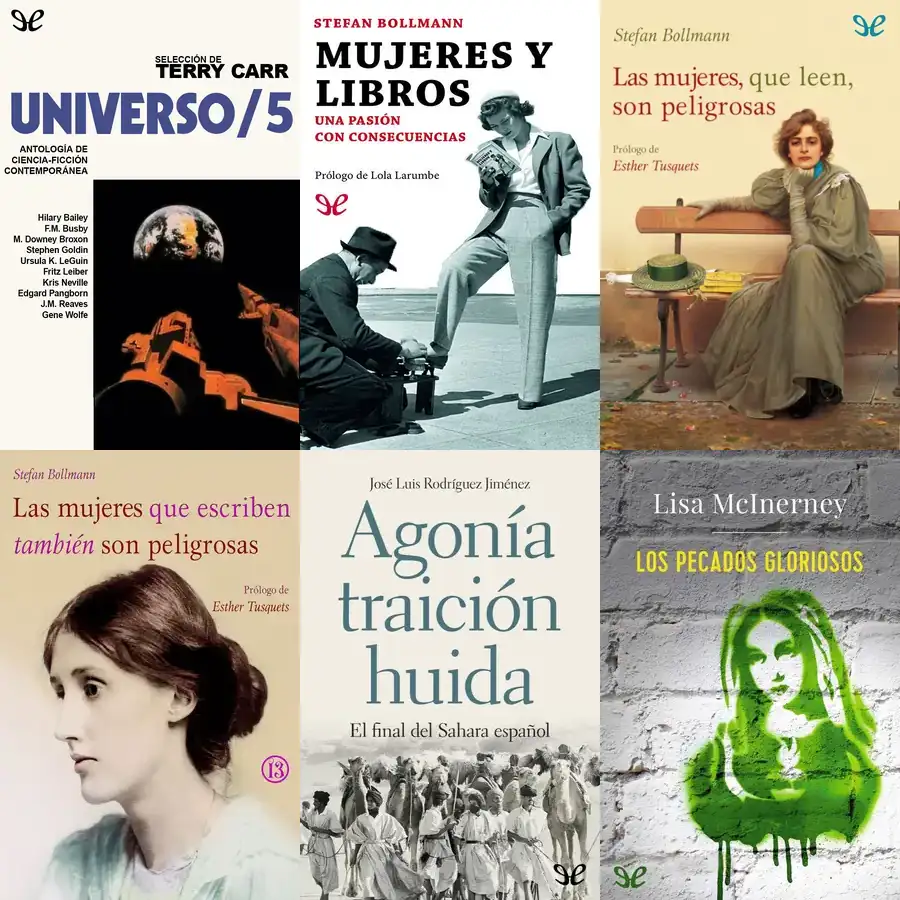 SELECCIÓN DE
TERRY CARR
UNIVERSO/5
ANTOLOGÍA DE
CIENCIA-FICCIÓN
CONTEMPORÁNEA
Hilary Bailey
F.M. Busby
M. Downey Broxon
Stephen Goldin
Ursula K. LeGuin
Fritz Leiber
Kris Neville
Edgard Pangborn
J.M. Reaves
Gene Wolfe
STEFAN BOLLMANN
MUJERES Y
LIBROS
UNA PASIÓN
CON CONSECUENCIAS
Prólogo de Lola Larumbe
Stefan Bollmann
Las mujeres, que leen,
son peligrosas
Prólogo de
Esther Tusquets
Stefan Bollmann
Las mujeres que escriben
también son peligrosas
Prólogo de
Esther Tusquets
13
José Luis Rodríguez Jiménez
Agonía
traición
huida
El final del Sahara español
Lisa McInerney
LOS PECADOS GLORIOSOS